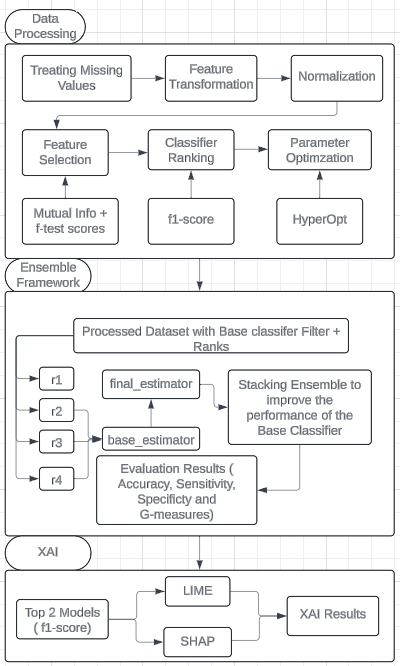 Data
Processing
Treating Missing
Values
Feature
Transformation
Normalization
Feature
Selection
Classifier
Ranking
Parameter
Optimzation
Mutual Info +
f-test scores
f1-score
HyperOpt
Ensemble
Framework
Processed Dataset with Base classifer Filter +
Ranks
r1
r2
r3
r4
final_estimator
base_estimator
Stacking Ensemble to
improve the
performance of the
Base Classifier
Evaluation Results (
Accuracy, Sensitivity,
Specificty and
G-measures)
XAI
Top 2 Models
( f1-score)
LIME
SHAP
XAI Results